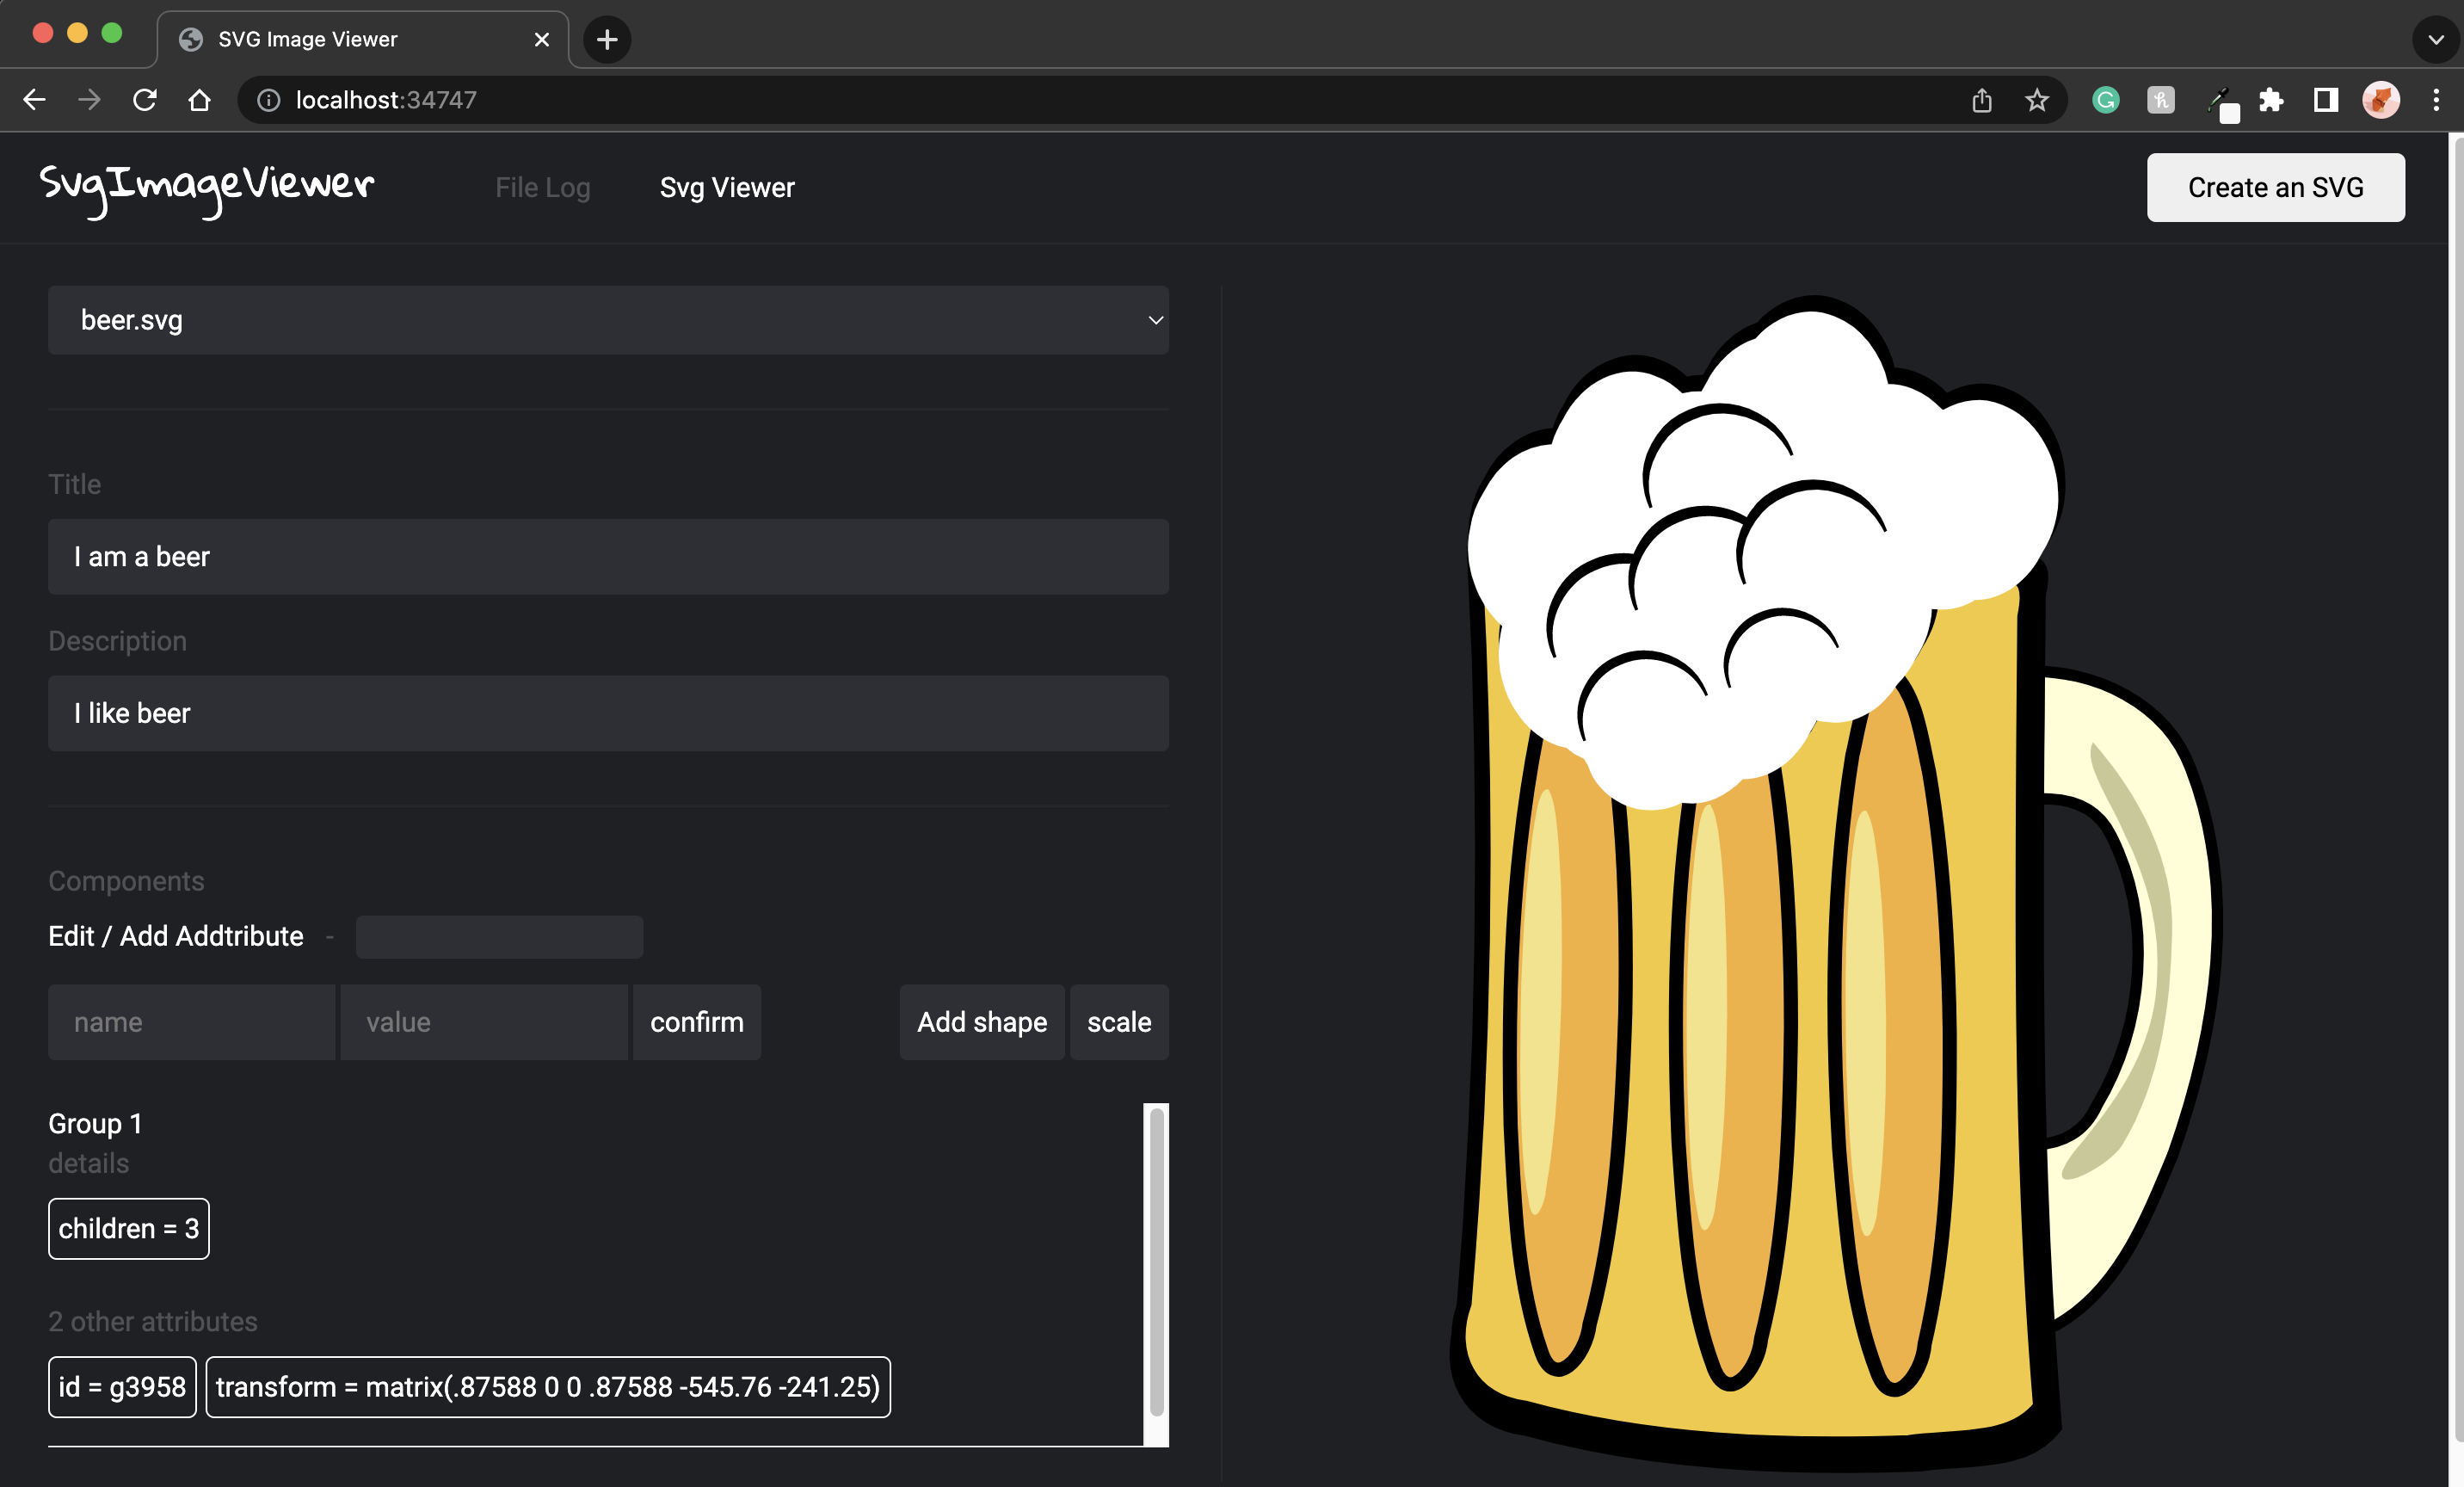 SVG Image Viewer
localhost:34747
SvgImageViewer
File Log
Svg Viewer
Create an SVG
beer.svg
Title
I am a beer
Description
I like beer
Components
Edit / Add Addtribute -
name
value
confirm
Add shape
scale
Group 1
details
children = 3
2 other attributes
id = g3958
transform = matrix(.87588 0 0 .87588 -545.76 -241.25)